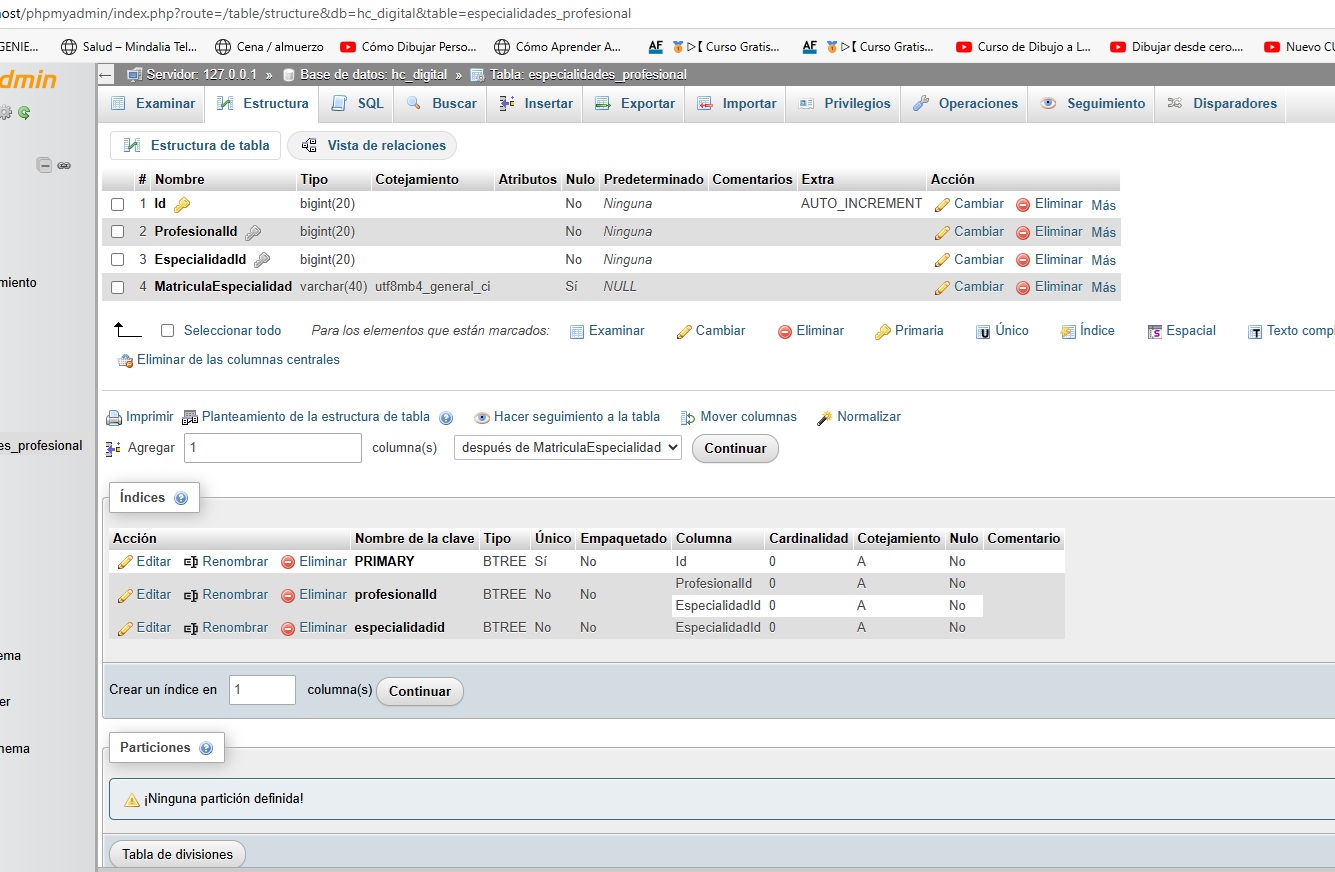 ost/phpmyadmin/index.php?route=/table/structure&db=hc_digital&table=especialidades_profesional
GENIE... Salud – Mindalia Tel... Cena / almuerzo Cómo Dibujar Perso... Cómo Aprender A... AF ▷【 Curso Gratis... AF ▷【 Curso Gratis... Curso de Dibujo a L... Dibujar desde cero.... Nuevo CU
dmin
← Servidor: 127.0.0.1 » Base de datos: hc_digital » Tabla: especialidades_profesional
Examinar Estructura SQL Buscar Insertar Exportar Importar Privilegios Operaciones Seguimiento Disparadores
Estructura de tabla Vista de relaciones
# Nombre Tipo Cotejamiento Atributos Nulo Predeterminado Comentarios Extra Acción
1 Id bigint(20) No Ninguna AUTO_INCREMENT Cambiar Eliminar Más
2 ProfesionalId bigint(20) No Ninguna Cambiar Eliminar Más
3 EspecialidadId bigint(20) No Ninguna Cambiar Eliminar Más
4 MatriculaEspecialidad varchar(40) utf8mb4_general_ci Sí NULL Cambiar Eliminar Más
miento
Seleccionar todo Para los elementos que están marcados: Examinar Cambiar Eliminar Primaria Único Índice Espacial Texto comp
Eliminar de las columnas centrales
Imprimir Planteamiento de la estructura de tabla Hacer seguimiento a la tabla Mover columnas Normalizar
es_profesional
Agregar 1 columna(s) después de MatriculaEspecialidad Continuar
Índices
Acción Nombre de la clave Tipo Único Empaquetado Columna Cardinalidad Cotejamiento Nulo Comentario
Editar Renombrar Eliminar PRIMARY BTREE Sí No Id 0 A No
Editar Renombrar Eliminar profesionalId BTREE No No ProfesionalId 0 A No
EspecialidadId 0 A No
Editar Renombrar Eliminar especialidadid BTREE No No EspecialidadId 0 A No
ema
Crear un índice en 1 columna(s) Continuar
er
nema
Particiones
¡Ninguna partición definida!
Tabla de divisiones